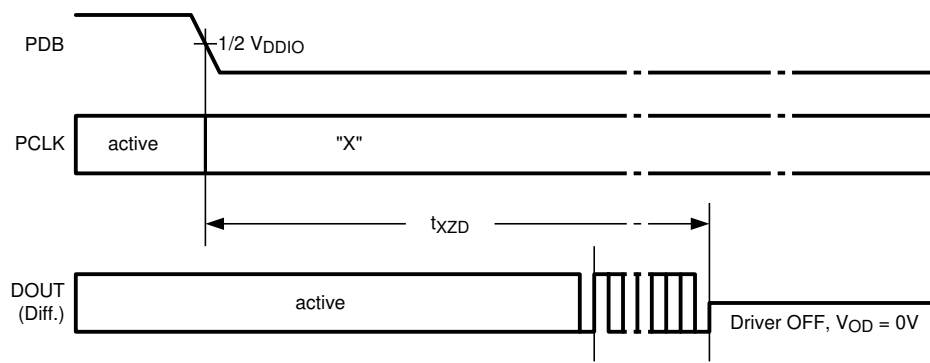 PDB
1/2 VDDIO
PCLK
active
"X"
tXZD
DOUT
(Diff.)
active
Driver OFF, VOD = 0V